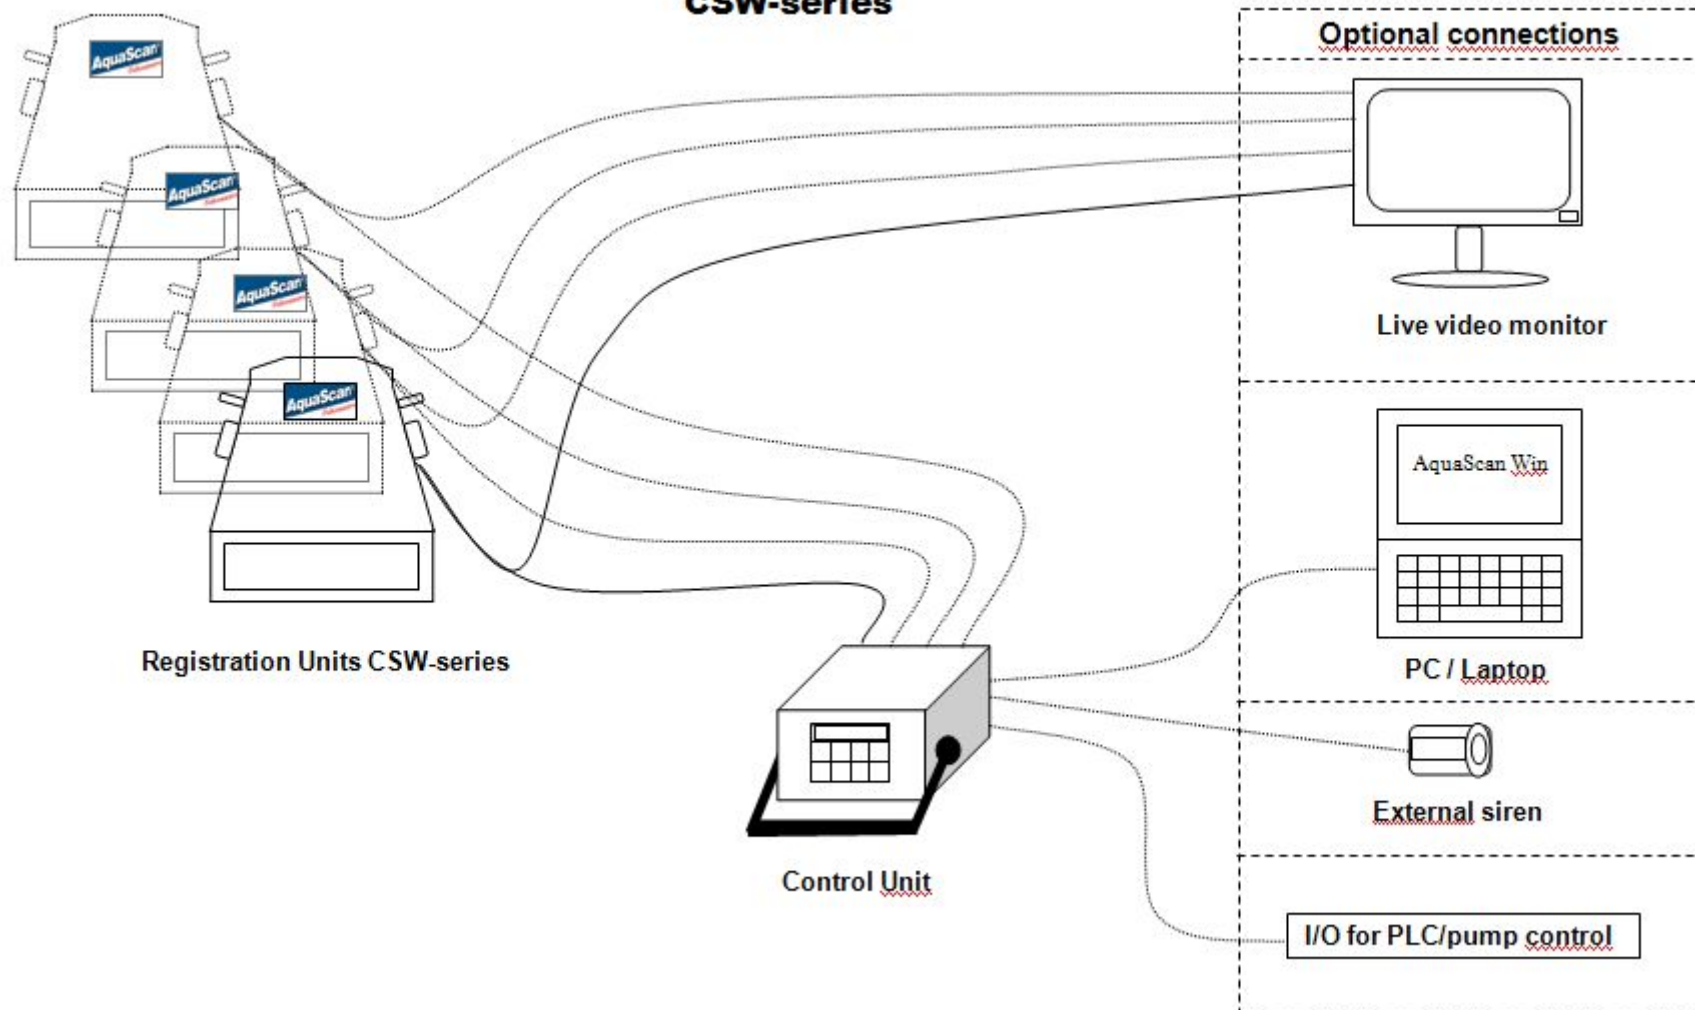 CSW-series
Optional connections
AquaScan
AquaScan
AquaScan
AquaScan
Live video monitor
AquaScan Win
PC / Laptop
Registration Units CSW-series
External siren
Control Unit
I/O for PLC/pump control